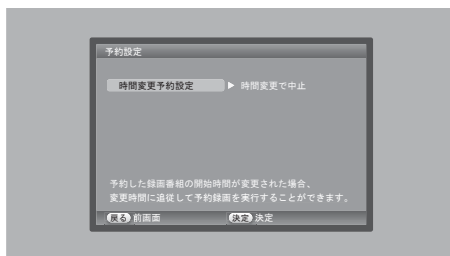 予約設定
時間変更予約設定 ▶ 時間変更で中止
予約した録画番組の開始時間が変更された場合、
変更時間に追従して予約録画を実行することができます。
戻る 前画面 決定 決定